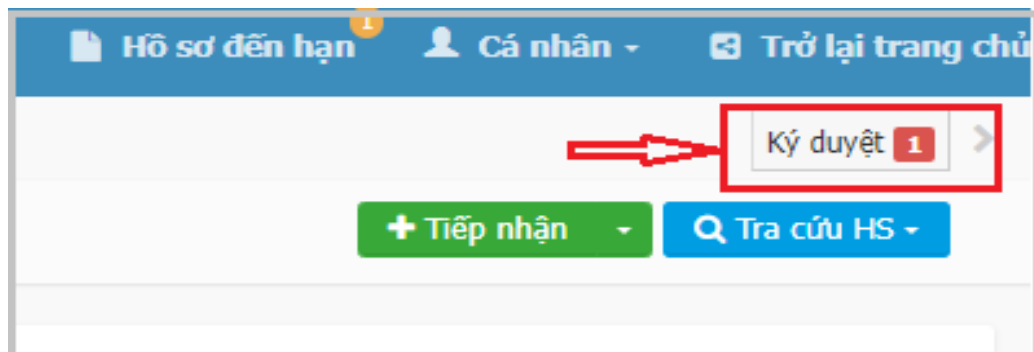 Hồ sơ đến hạn 1 Cá nhân Trở lại trang chủ
Ký duyệt 1
Tiếp nhận Tra cứu HS